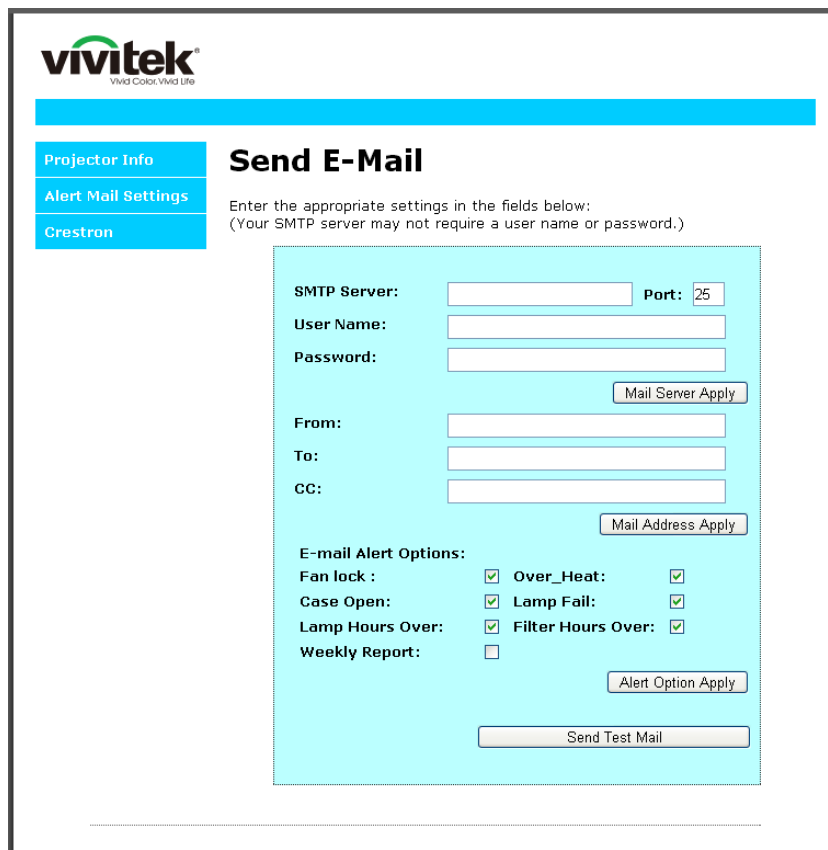 vivitek®
Vivid Color. Vivid Life
Projector Info
Alert Mail Settings
Crestron
Send E-Mail
Enter the appropriate settings in the fields below:
(Your SMTP server may not require a user name or password.)
SMTP Server: Port: 25
User Name:
Password:
Mail Server Apply
From:
To:
CC:
Mail Address Apply
E-mail Alert Options:
Fan lock : Over_Heat:
Case Open: Lamp Fail:
Lamp Hours Over: Filter Hours Over:
Weekly Report:
Alert Option Apply
Send Test Mail